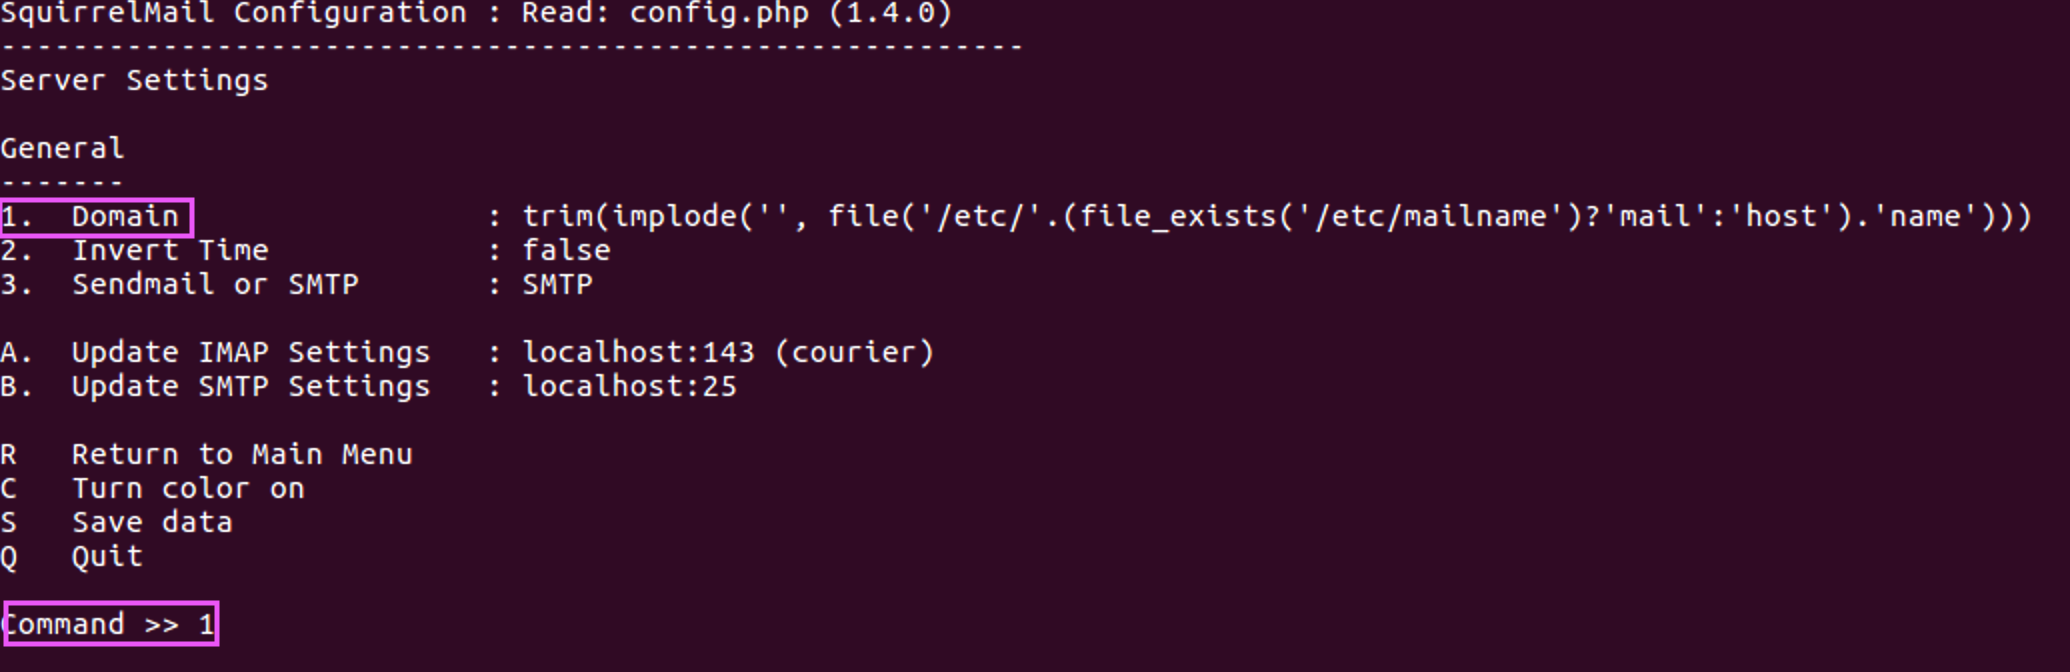 SquirrelMail Configuration : Read: config.php (1.4.0)
---------------------------------------------------------
Server Settings
General
-------
1.  Domain                 : trim(implode('', file('/etc/'.(file_exists('/etc/mailname')?'mail':'host').'name')))
2.  Invert Time            : false
3.  Sendmail or SMTP       : SMTP
A.  Update IMAP Settings   : localhost:143 (courier)
B.  Update SMTP Settings   : localhost:25
R   Return to Main Menu
C   Turn color on
S   Save data
Q   Quit
Command >> 1